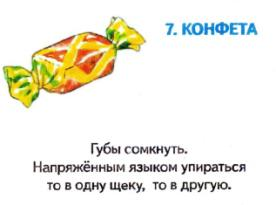 7. КОНФЕТА
Губы сомкнуть.
Напряжённым языком упираться
то в одну щеку, то в другую.